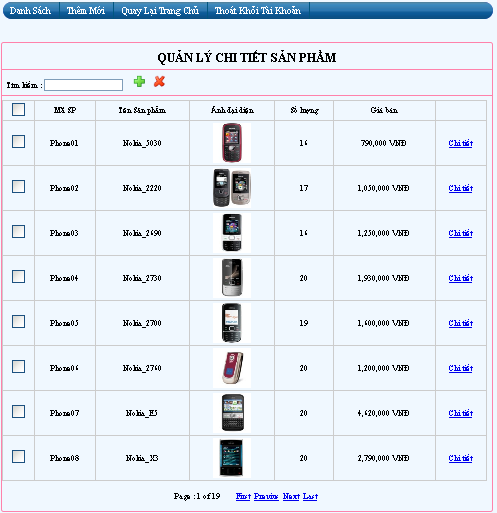 Danh Sách Thêm Mới Quay Lại Trang Chủ Thoát Khỏi Tài Khoản
QUẢN LÝ CHI TIẾT SẢN PHẨM
Tìm kiếm :
Mã SP Tên Sản phẩm Ảnh đại diện Số lượng Giá bán
Phone01 Nokia_5030 16 790,000 VNĐ Chi tiết
Phone02 Nokia_2220 17 1,050,000 VNĐ Chi tiết
Phone03 Nokia_2690 16 1,250,000 VNĐ Chi tiết
Phone04 Nokia_2730 20 1,930,000 VNĐ Chi tiết
Phone05 Nokia_2700 19 1,600,000 VNĐ Chi tiết
Phone06 Nokia_2760 20 1,200,000 VNĐ Chi tiết
Phone07 Nokia_E5 20 4,620,000 VNĐ Chi tiết
Phone08 Nokia_X3 20 2,790,000 VNĐ Chi tiết
Page : 1 of 19 First Previos Next Last